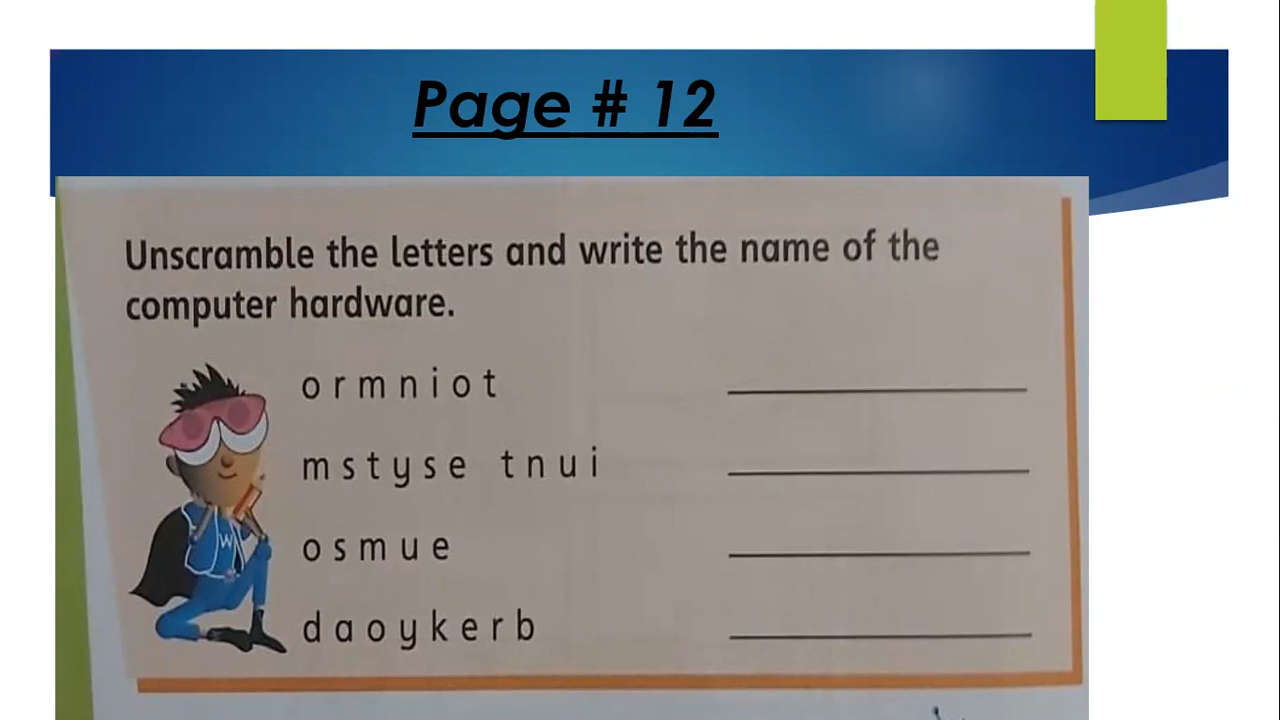 Page # 12
Unscramble the letters and write the name of the
computer hardware.
o r m n i o t
m s t y s e  t n u i
o s m u e
W
d a o y k e r b